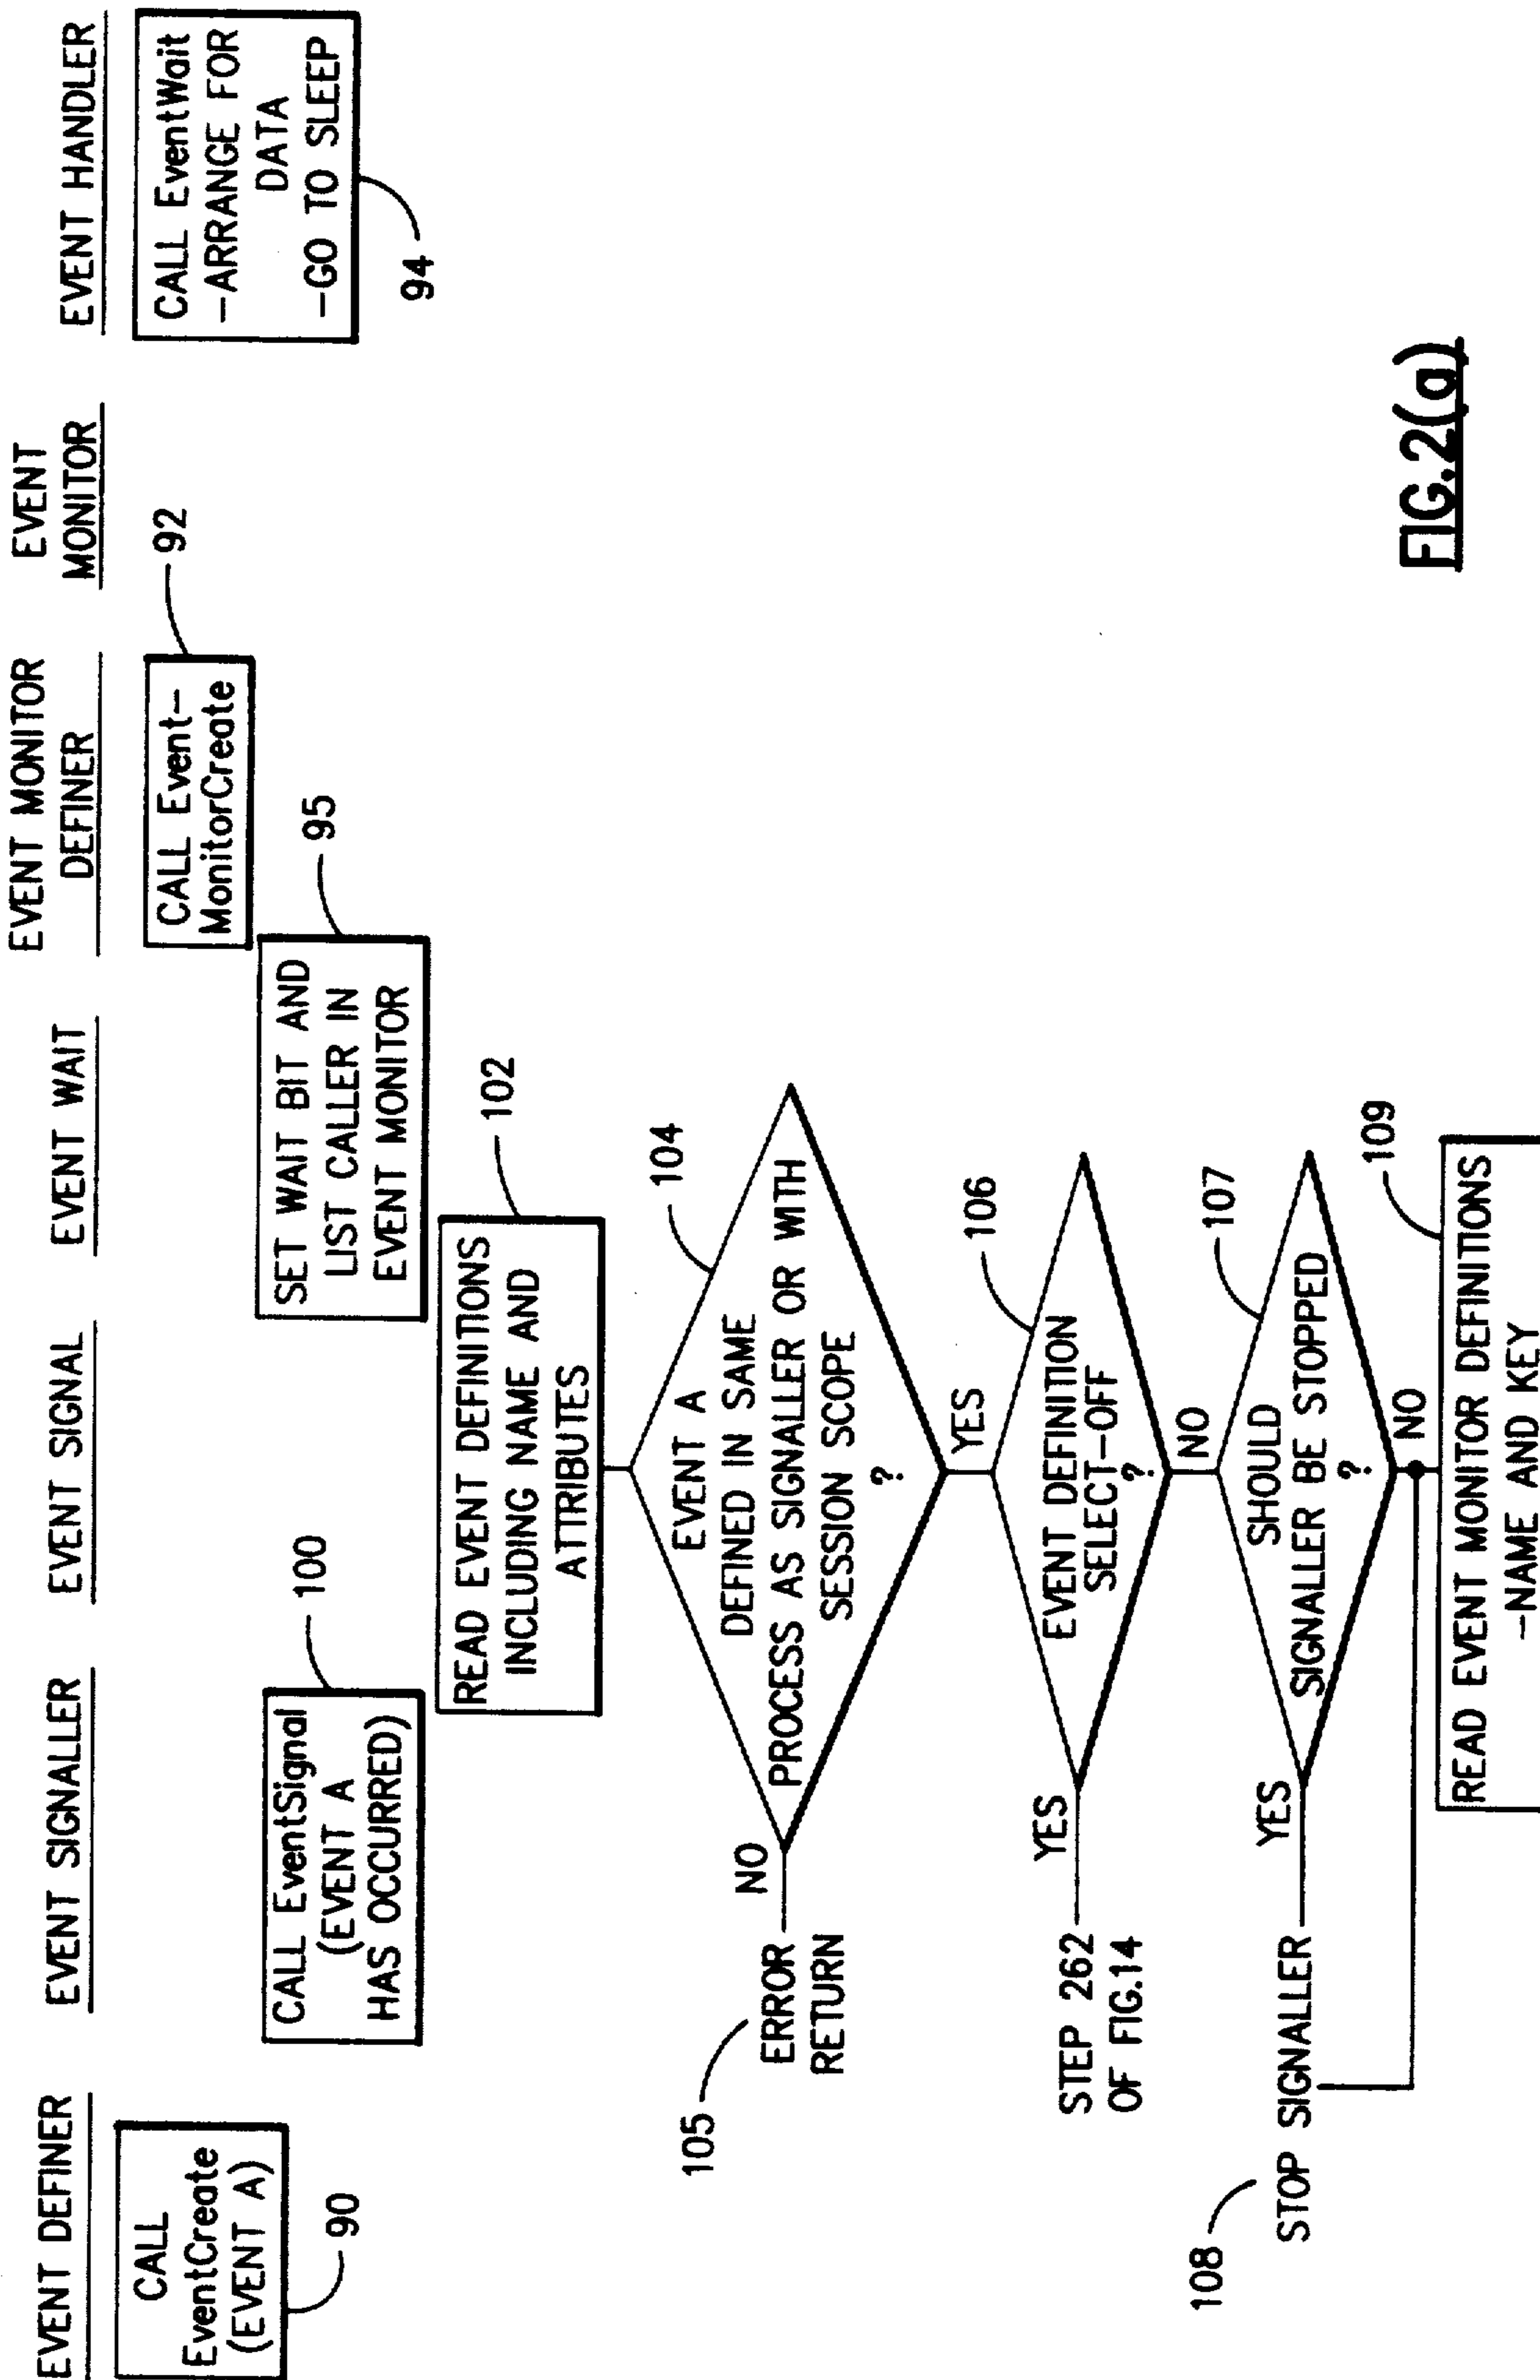 EVENT DEFINER
EVENT SIGNALLER
EVENT SIGNAL
EVENT WAIT
EVENT MONITOR
DEFINER
EVENT
MONITOR
EVENT HANDLER
CALL
EventCreate
(EVENT A)
90
CALL Event-
MonitorCreate
92
CALL EventWait
-ARRANGE FOR
DATA
-GO TO SLEEP
94
SET WAIT BIT AND
LIST CALLER IN
EVENT MONITOR
95
CALL EventSignal
(EVENT A
HAS OCCURRED)
100
READ EVENT DEFINITIONS
INCLUDING NAME AND
ATTRIBUTES
102
EVENT A
DEFINED IN SAME
PROCESS AS SIGNALLER OR WITH
SESSION SCOPE
?
104
NO
105
ERROR
RETURN
YES
EVENT DEFINITION
SELECT-OFF
?
106
YES
STEP 262
OF FIG.14
NO
SHOULD
SIGNALLER BE STOPPED
?
107
YES
108
STOP SIGNALLER
NO
READ EVENT MONITOR DEFINITIONS
-NAME AND KEY
109
FIG.2(a)